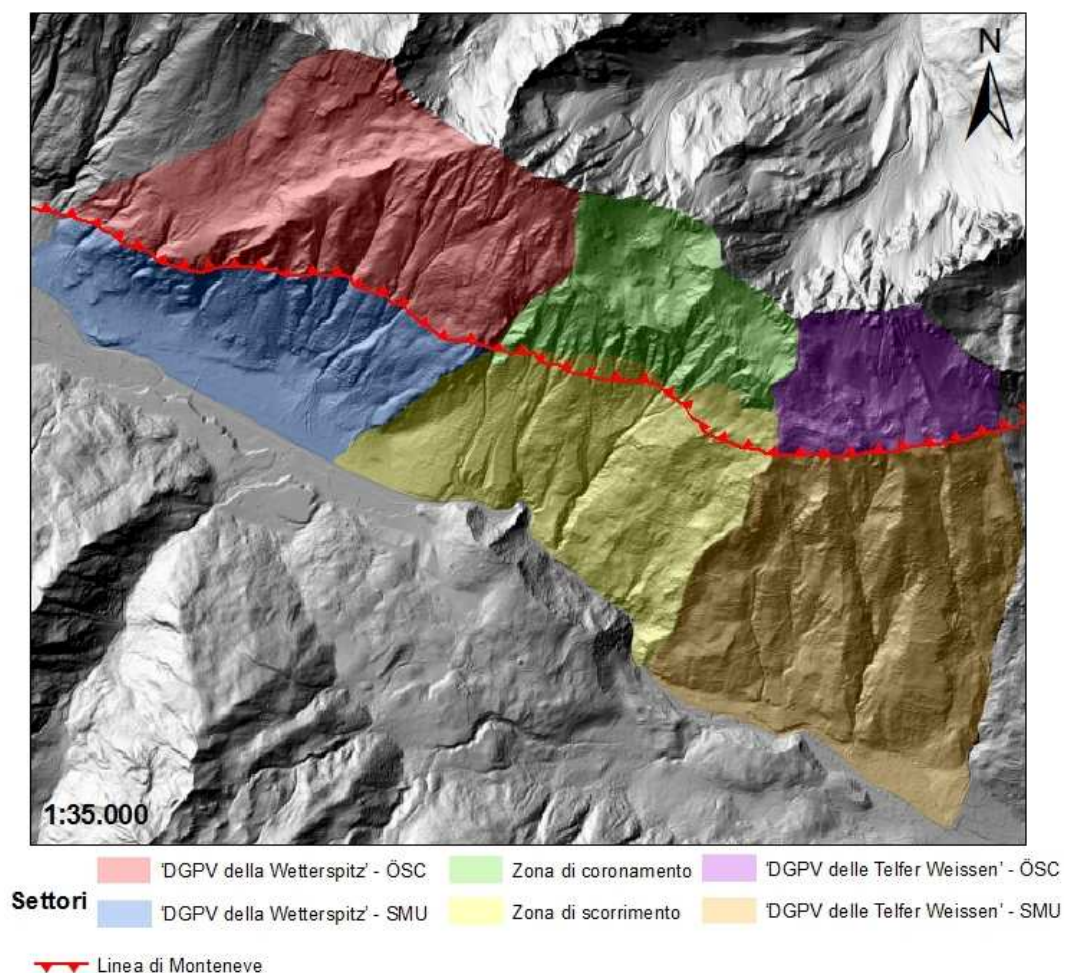 N
1:35.000
Settori
'DGPV della Wetterspitz' - ÖSC
Zona di coronamento
'DGPV delle Telfer Weissen' - ÖSC
'DGPV della Wetterspitz' - SMU
Zona di scorrimento
'DGPV delle Telfer Weissen' - SMU
Linea di Monteneve